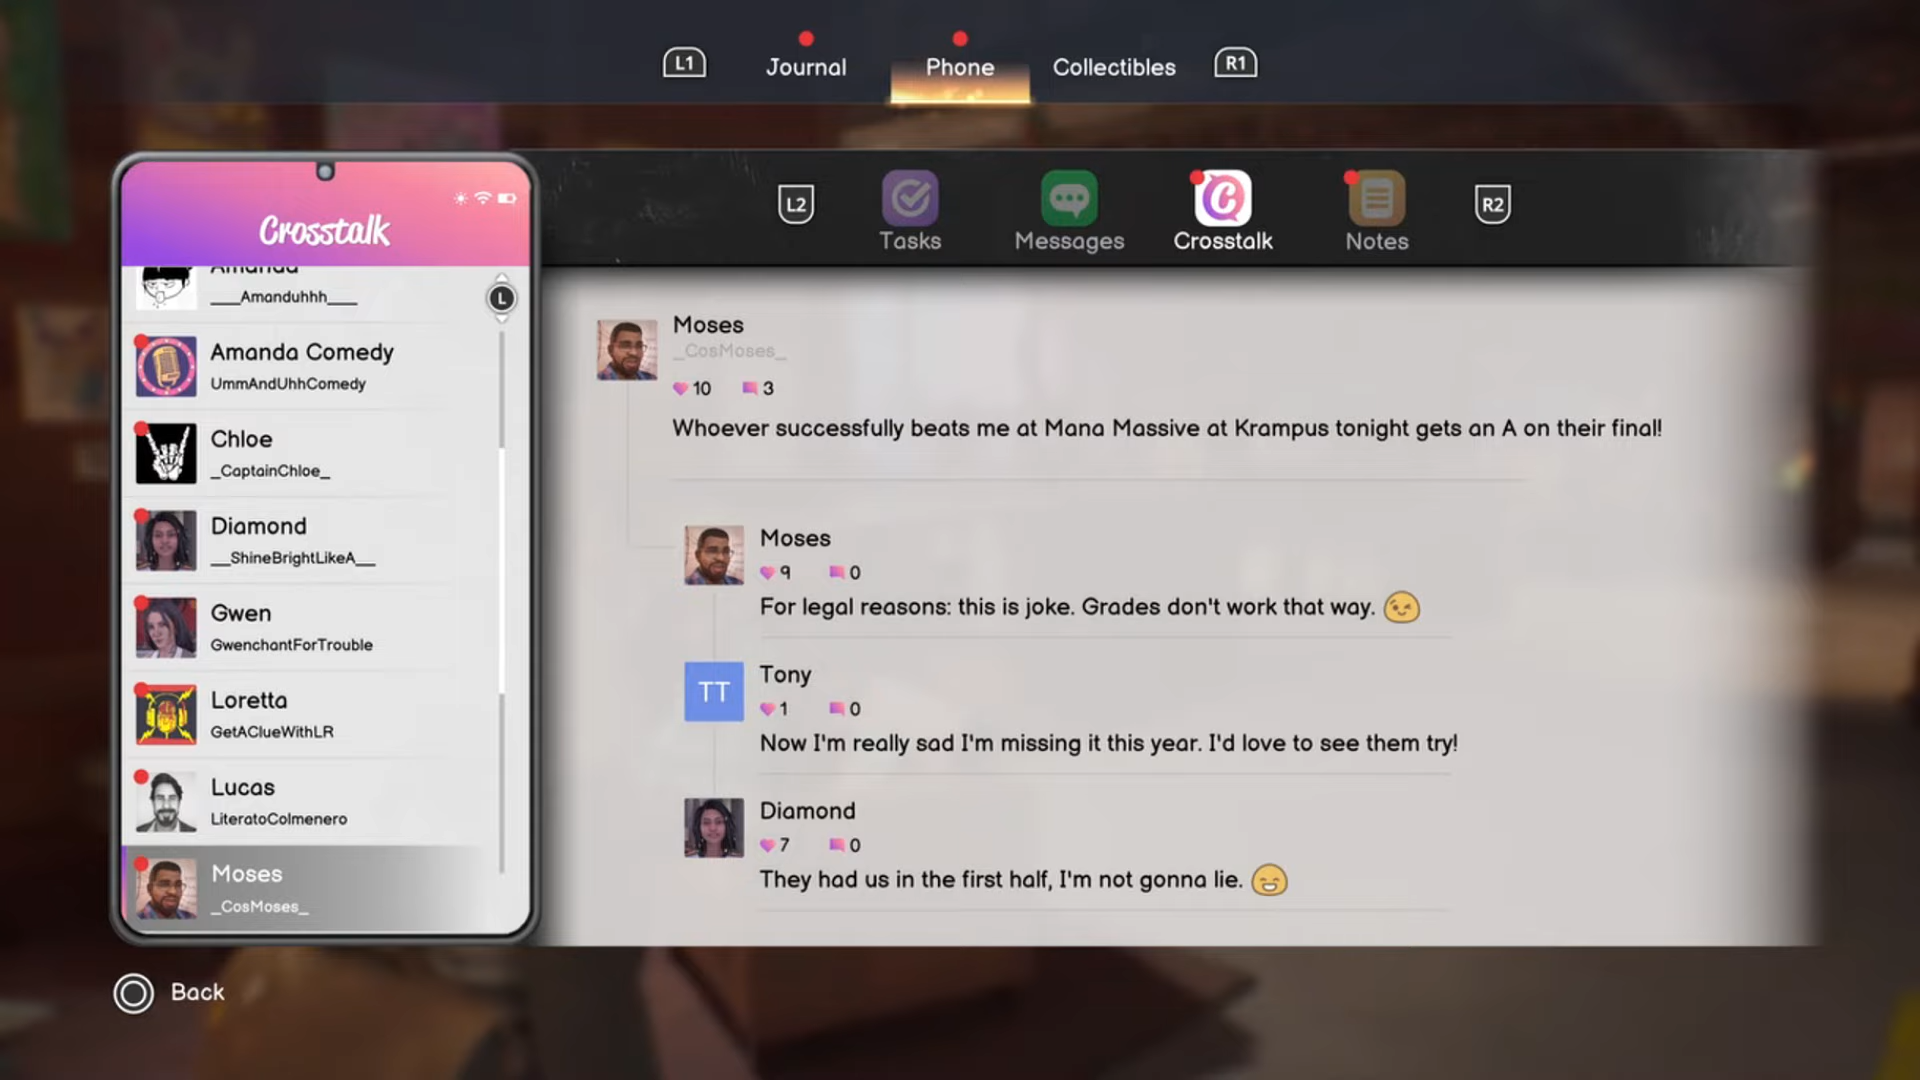 L1
Journal
Phone
Collectibles
R1
Crosstalk
L2
Tasks
Messages
Crosstalk
Notes
R2
Amanda
____Amanduhhh____
L
Amanda Comedy
UmmAndUhhComedy
Chloe
_CaptainChloe_
Diamond
__ShineBrightLikeA__
Gwen
GwenchantForTrouble
Loretta
GetAClueWithLR
Lucas
LiteratoColmenero
Moses
_CosMoses_
Moses
_CosMoses_
10 3
Whoever successfully beats me at Mana Massive at Krampus tonight gets an A on their final!
Moses
9 0
For legal reasons: this is joke. Grades don't work that way. 😉
TT
Tony
1 0
Now I'm really sad I'm missing it this year. I'd love to see them try!
Diamond
7 0
They had us in the first half, I'm not gonna lie. 😄
Back